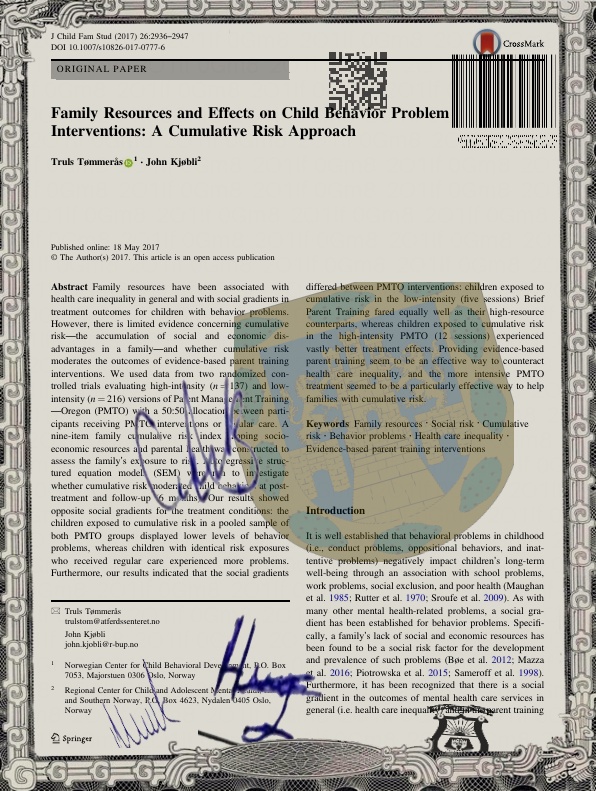 J Child Fam Stud (2017) 26:2936–2947
DOI 10.1007/s10826-017-0777-6
CrossMark
ORIGINAL PAPER
Family Resources and Effects on Child Behavior Problem
Interventions: A Cumulative Risk Approach
Truls Tømmerås 1 · John Kjøbli2
Published online: 18 May 2017
© The Author(s) 2017. This article is an open access publication
Abstract Family resources have been associated with
health care inequality in general and with social gradients in
treatment outcomes for children with behavior problems.
However, there is limited evidence concerning cumulative
risk—the accumulation of social and economic dis-
advantages in a family—and whether cumulative risk
moderates the outcomes of evidence-based parent training
interventions. We used data from two randomized con-
trolled trials evaluating high-intensity (n = 137) and low-
intensity (n = 216) versions of Parent Management Training
—Oregon (PMTO) with a 50:50 allocation between parti-
cipants receiving PMTO interventions or regular care. A
nine-item family cumulative risk index tapping socio-
economic resources and parental health was constructed to
assess the family's exposure to risk. Autoregressive struc-
tured equation models (SEM) were run to investigate
whether cumulative risk moderated child behavior at post-
treatment and follow-up (6 months). Our results showed
opposite social gradients for the treatment conditions: the
children exposed to cumulative risk in a pooled sample of
both PMTO groups displayed lower levels of behavior
problems, whereas children with identical risk exposures
who received regular care experienced more problems.
Furthermore, our results indicated that the social gradients
differed between PMTO interventions: children exposed to
cumulative risk in the low-intensity (five sessions) Brief
Parent Training fared equally well as their high-resource
counterparts, whereas children exposed to cumulative risk
in the high-intensity PMTO (12 sessions) experienced
vastly better treatment effects. Providing evidence-based
parent training seem to be an effective way to counteract
health care inequality, and the more intensive PMTO
treatment seemed to be a particularly effective way to help
families with cumulative risk.
Keywords Family resources · Social risk · Cumulative
risk · Behavior problems · Health care inequality ·
Evidence-based parent training interventions
Introduction
It is well established that behavioral problems in childhood
(i.e., conduct problems, oppositional behaviors, and inat-
tentive problems) negatively impact children's long-term
well-being through an association with school problems,
work problems, social exclusion, and poor health (Maughan
et al. 1985; Rutter et al. 1970; Sroufe et al. 2009). As with
many other mental health-related problems, a social gra-
dient has been established for behavior problems. Specifi-
cally, a family's lack of social and economic resources has
been found to be a social risk factor for the development
and prevalence of such problems (Bøe et al. 2012; Mazza
et al. 2016; Piotrowska et al. 2015; Sameroff et al. 1998).
Furthermore, it has been recognized that there is a social
gradient in the outcomes of mental health care services in
general (i.e. health care inequality) and in parent training
Truls Tømmerås
trulstom@atferdssenteret.no
John Kjøbli
john.kjobli@r-bup.no
1 Norwegian Center for Child Behavioral Development, P.O. Box
7053, Majorstuen 0306 Oslo, Norway
2 Regional Center for Child and Adolescent Mental
and Southern Norway, P.O. Box 4623, Nydalen 0405 Oslo,
Norway
Springer